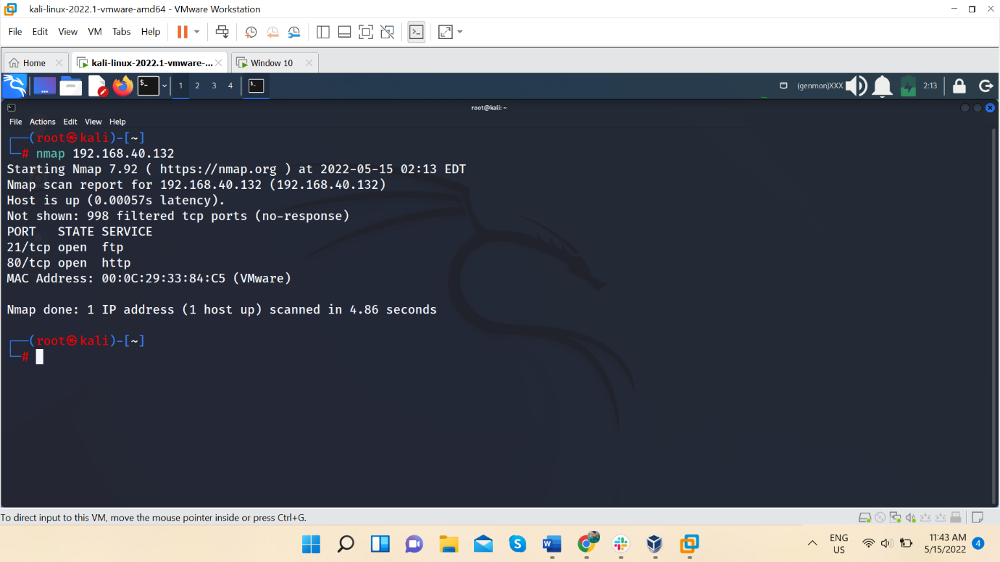 kali-linux-2022.1-vmware-amd64 - VMware Workstation
File Edit View VM Tabs Help
Home kali-linux-2022.1-vmware-... Window 10
1 2 3 4 (genmon)XXX 2:13
root@kali: ~
File Actions Edit View Help
┌──(root㉿kali)-[~]
└─# nmap 192.168.40.132
Starting Nmap 7.92 ( https://nmap.org ) at 2022-05-15 02:13 EDT
Nmap scan report for 192.168.40.132 (192.168.40.132)
Host is up (0.00057s latency).
Not shown: 998 filtered tcp ports (no-response)
PORT   STATE SERVICE
21/tcp open  ftp
80/tcp open  http
MAC Address: 00:0C:29:33:84:C5 (VMware)
Nmap done: 1 IP address (1 host up) scanned in 4.86 seconds
┌──(root㉿kali)-[~]
└─#
To direct input to this VM, move the mouse pointer inside or press Ctrl+G.
ENG
US
11:43 AM
5/15/2022
4